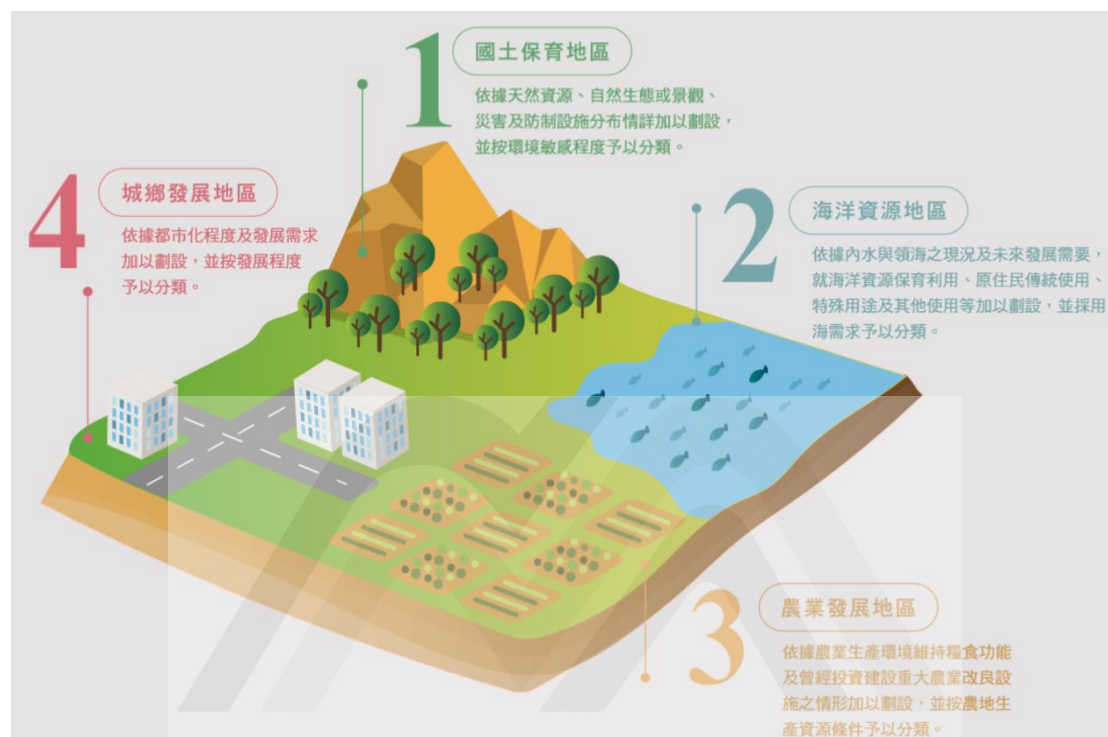 1
國土保育地區
依據天然資源、自然生態或景觀、
災害及防制設施分布情詳加以劃設，
並按環境敏感程度予以分類。
4
城鄉發展地區
依據都市化程度及發展需求
加以劃設，並按發展程度
予以分類。
2
海洋資源地區
依據內水與領海之現況及未來發展需要，
就海洋資源保育利用、原住民傳統使用、
特殊用途及其他使用等加以劃設，並採用
海需求予以分類。
3
農業發展地區
依據農業生產環境維持糧食功能
及曾經投資建設重大農業改良設
施之情形加以劃設，並按農地生
產資源條件予以分類。